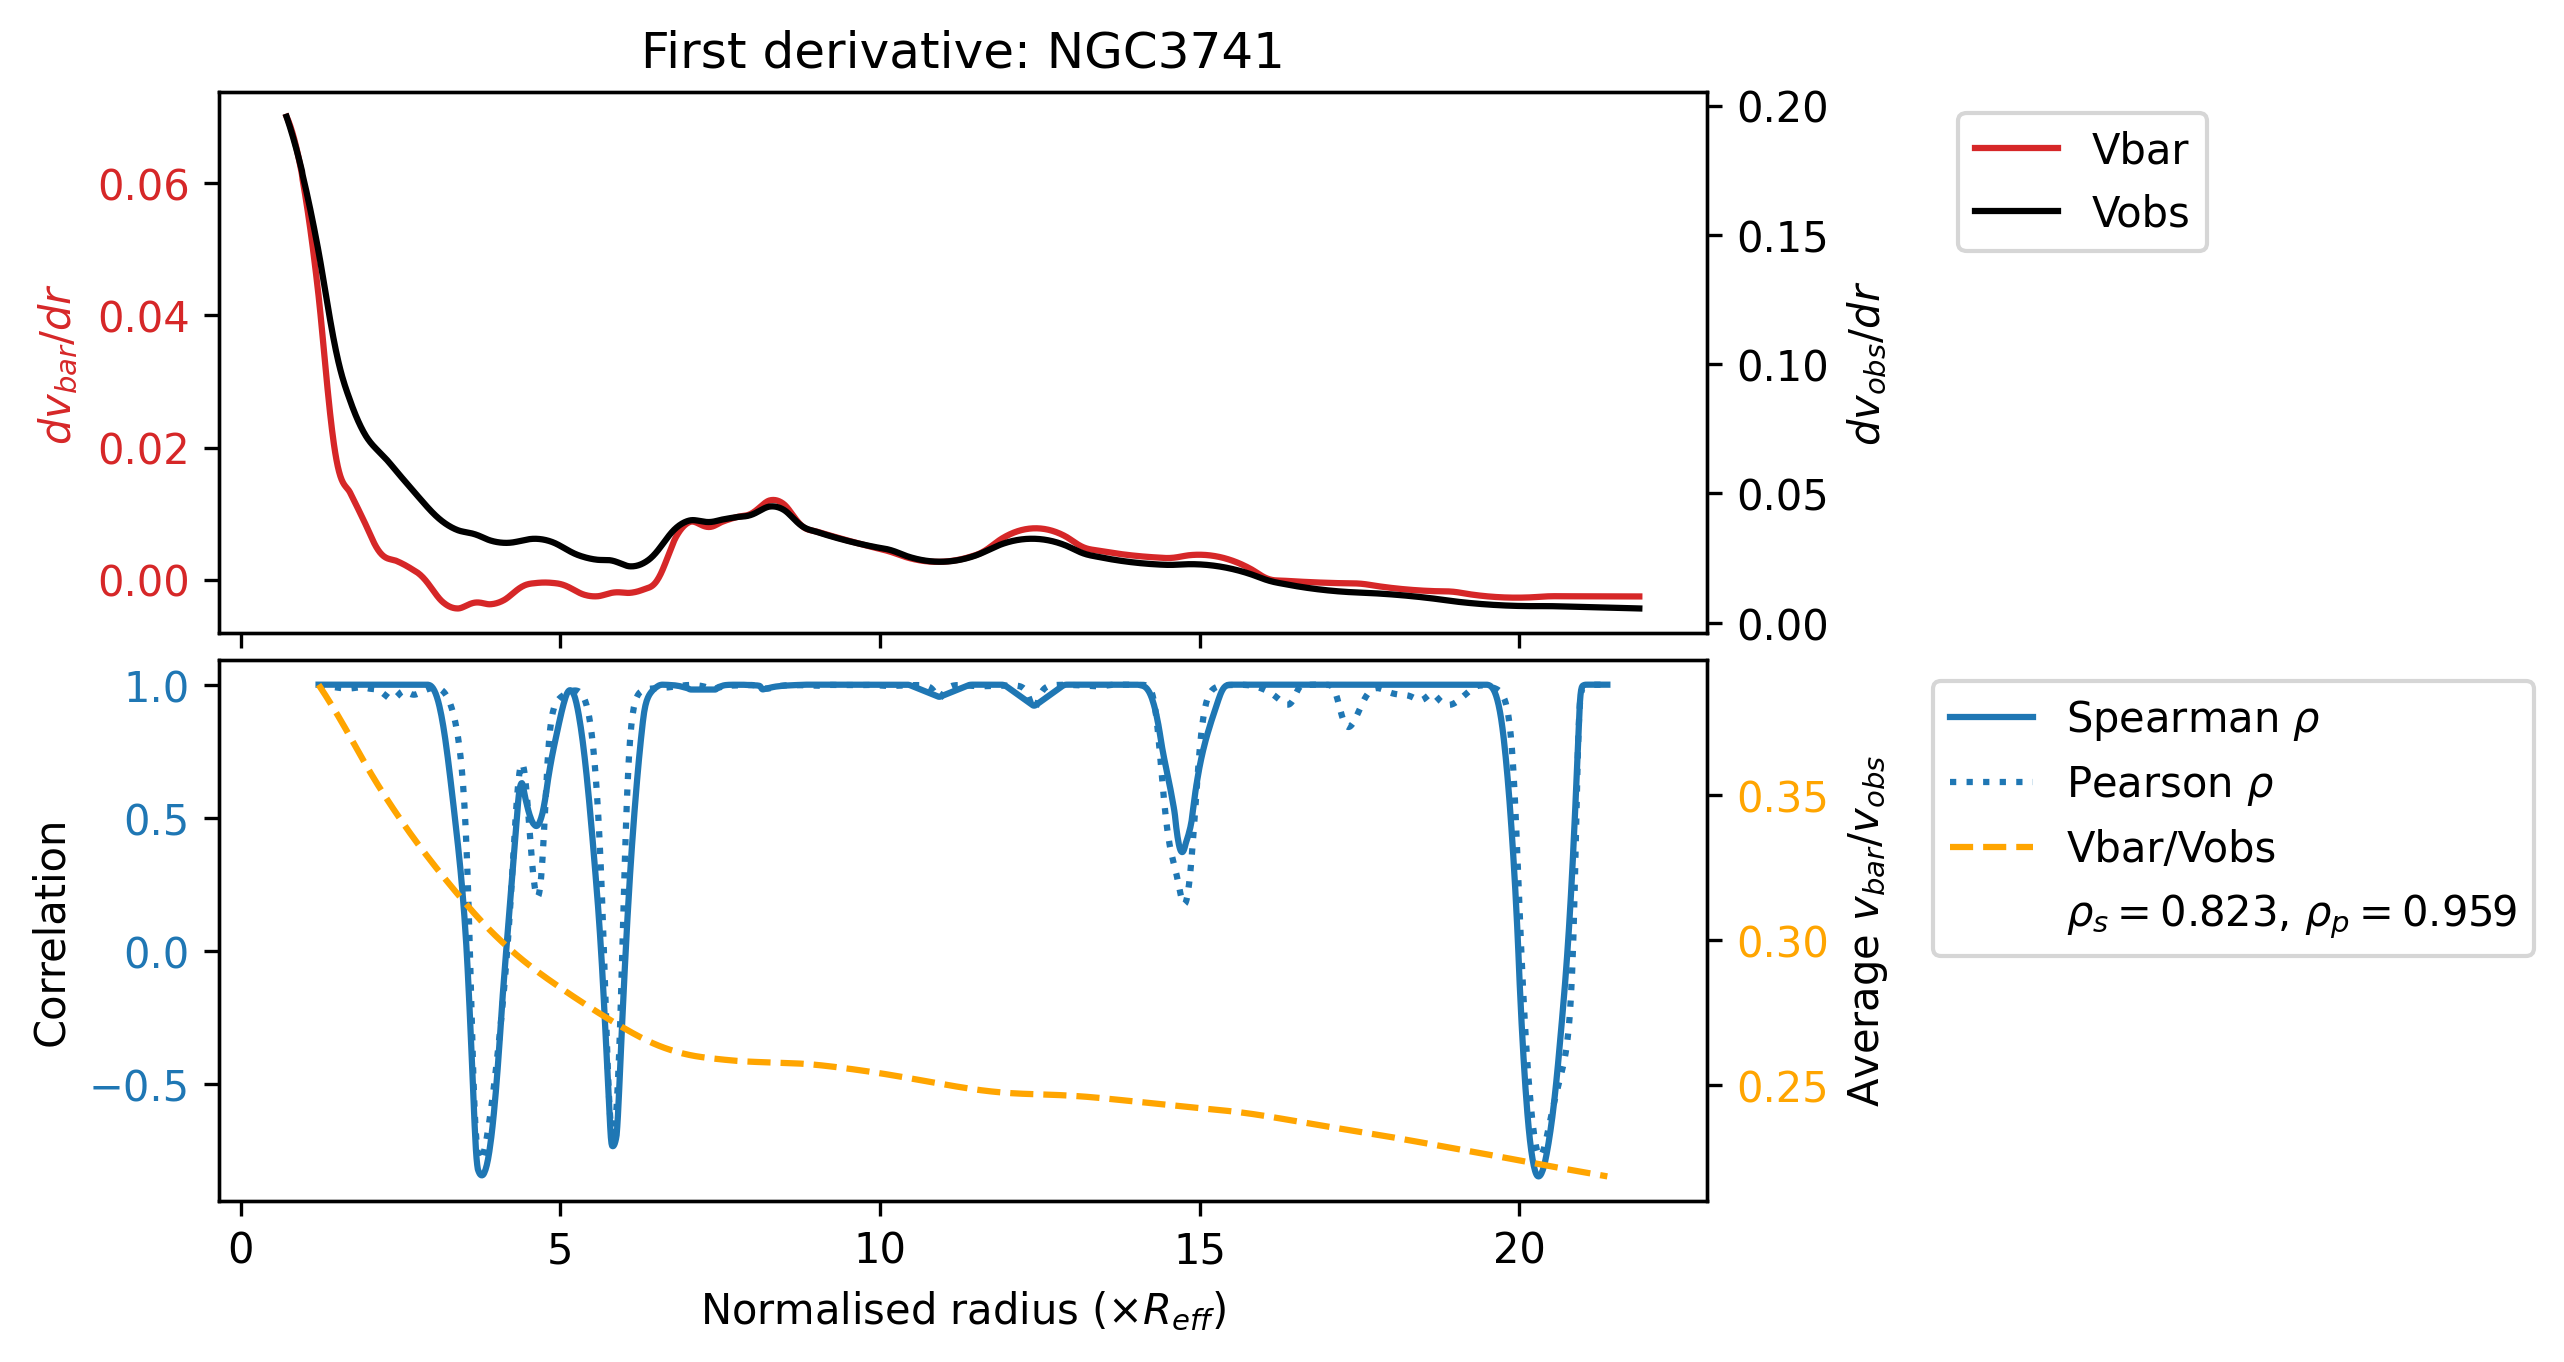 First derivative: NGC3741
0.06
0.04
0.02
0.00
dv_bar/dr
0.20
0.15
0.10
0.05
0.00
dv_obs/dr
Vbar
Vobs
1.0
0.5
0.0
−0.5
Correlation
0.35
0.30
0.25
Average v_bar/v_obs
Spearman ρ
Pearson ρ
Vbar/Vobs
ρ_s = 0.823, ρ_p = 0.959
0 5 10 15 20
Normalised radius (×R_eff)